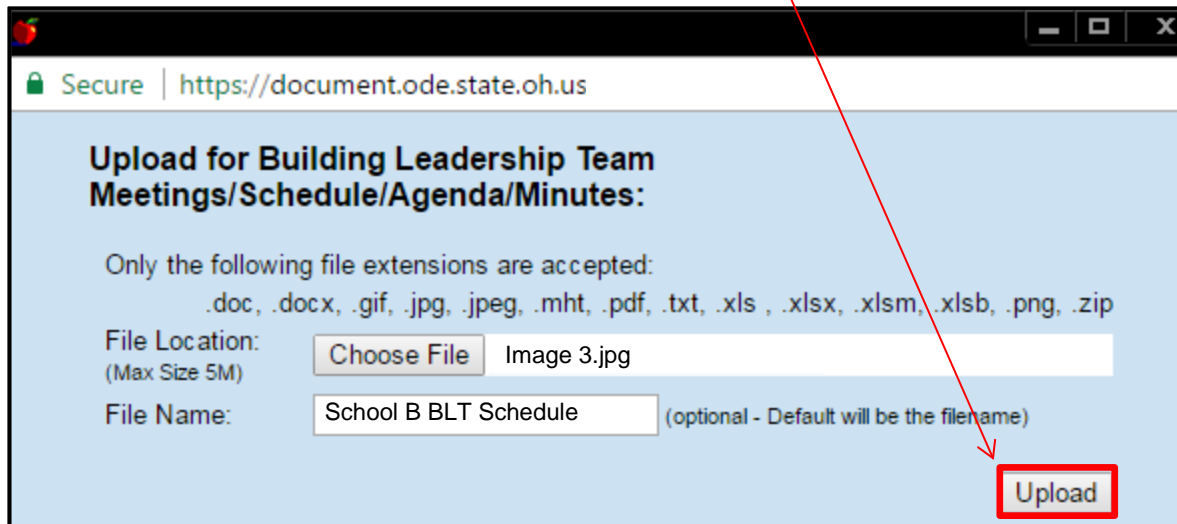 Secure | https://document.ode.state.oh.us
Upload for Building Leadership Team
Meetings/Schedule/Agenda/Minutes:
Only the following file extensions are accepted:
.doc, .docx, .gif, .jpg, .jpeg, .mht, .pdf, .txt, .xls , .xlsx, .xlsm, .xlsb, .png, .zip
File Location: Choose File Image 3.jpg
(Max Size 5M)
File Name: School B BLT Schedule (optional - Default will be the filename)
Upload